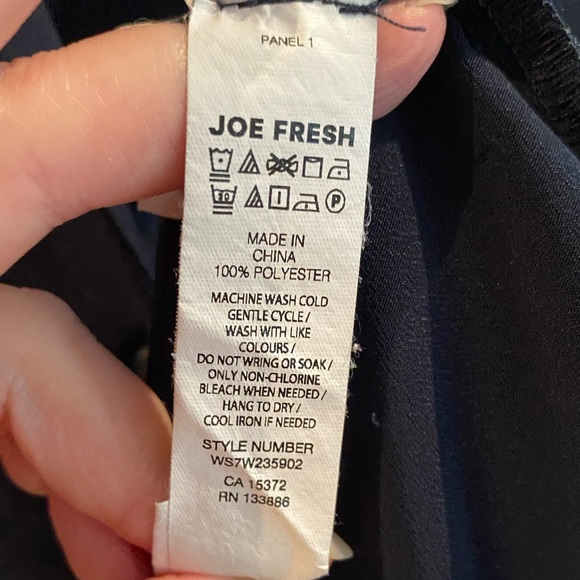 PANEL 1
JOE FRESH
30 P
MADE IN
CHINA
100% POLYESTER
MACHINE WASH COLD
GENTLE CYCLE /
WASH WITH LIKE
COLOURS /
DO NOT WRING OR SOAK /
ONLY NON-CHLORINE
BLEACH WHEN NEEDED /
HANG TO DRY /
COOL IRON IF NEEDED
STYLE NUMBER
WS7W235902
CA 15372
RN 133886